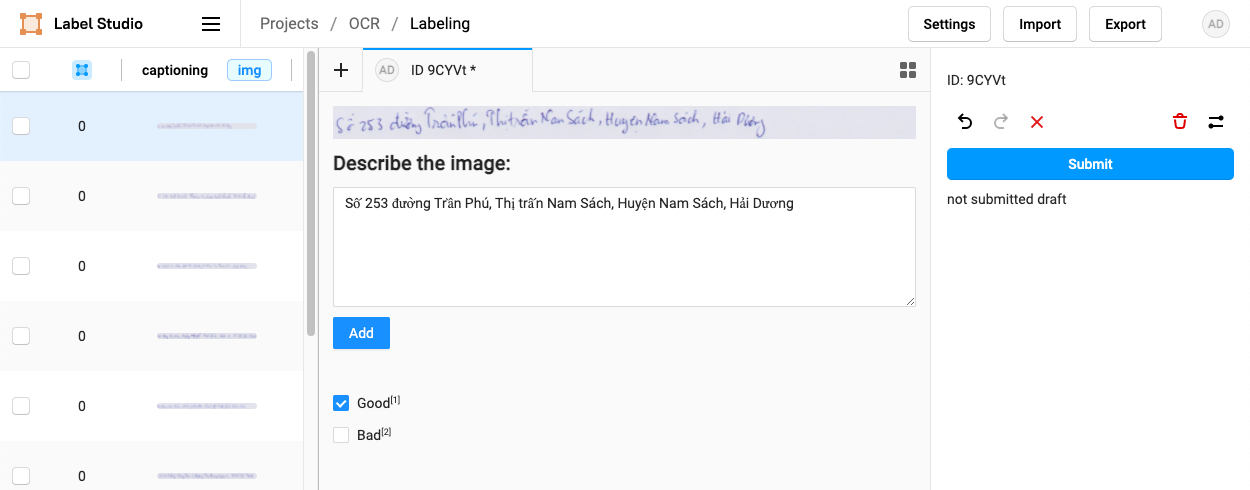 Label Studio
Projects / OCR / Labeling
Settings
Import
Export
AD
captioning
img
0
0
0
0
0
0
AD
ID 9CYVt *
Số 253 đường Trần Phú, Thị trấn Nam Sách, Huyện Nam Sách, Hải Dương
Describe the image:
Số 253 đường Trần Phú, Thị trấn Nam Sách, Huyện Nam Sách, Hải Dương
Add
Good[1]
Bad[2]
ID: 9CYVt
Submit
not submitted draft